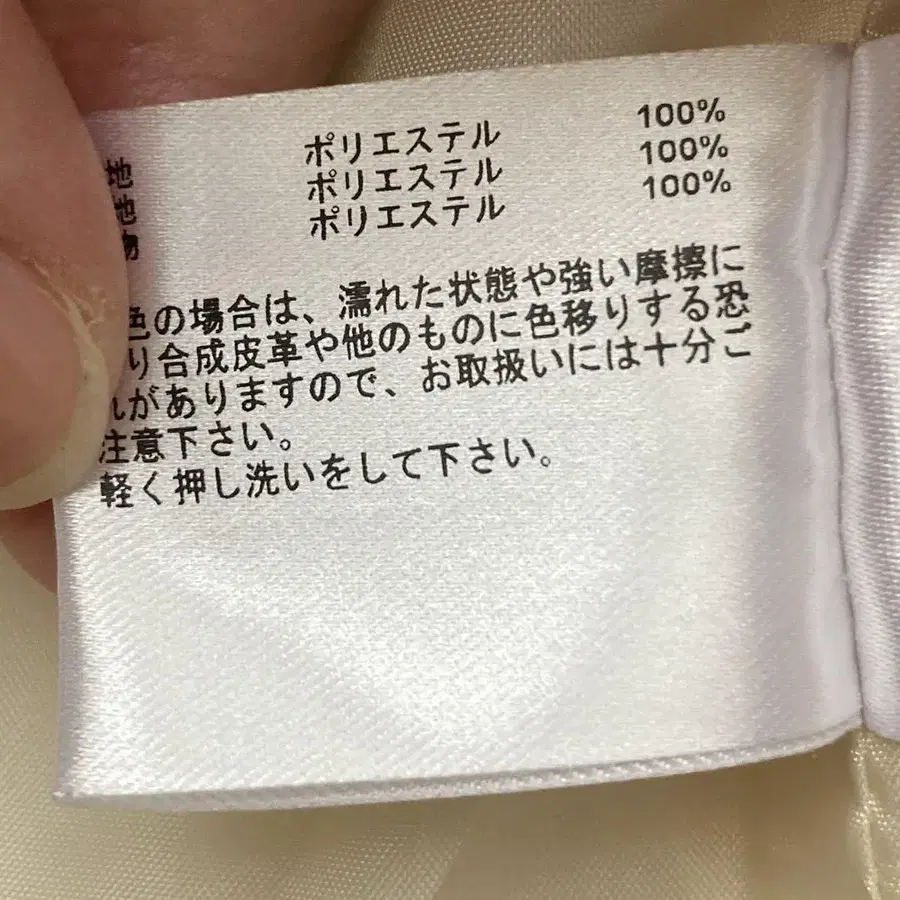 地 ポリエステル 100%
地 ポリエステル 100%
物 ポリエステル 100%
色の場合は、濡れた状態や強い摩擦に
り合成皮革や他のものに色移りする恐
れがありますので、お取扱いには十分ご
注意下さい。
軽く押し洗いをして下さい。